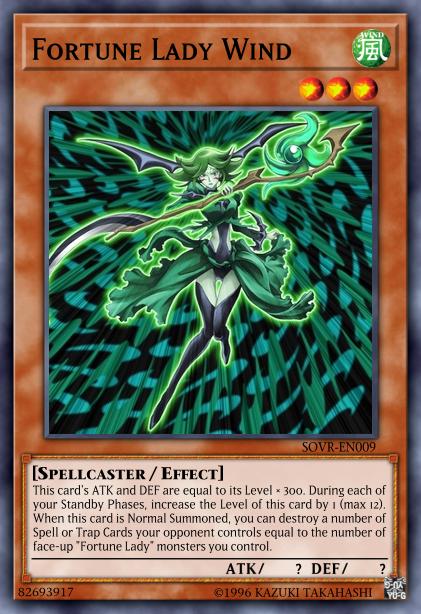 Fortune Lady Wind
WIND
風
SOVR-EN009
[Spellcaster / Effect]
This card's ATK and DEF are equal to its Level × 300. During each of
your Standby Phases, increase the Level of this card by 1 (max 12).
When this card is Normal Summoned, you can destroy a number of
Spell or Trap Cards your opponent controls equal to the number of
face-up "Fortune Lady" monsters you control.
ATK/ ? DEF/ ?
82693917
©1996 KAZUKI TAKAHASHI